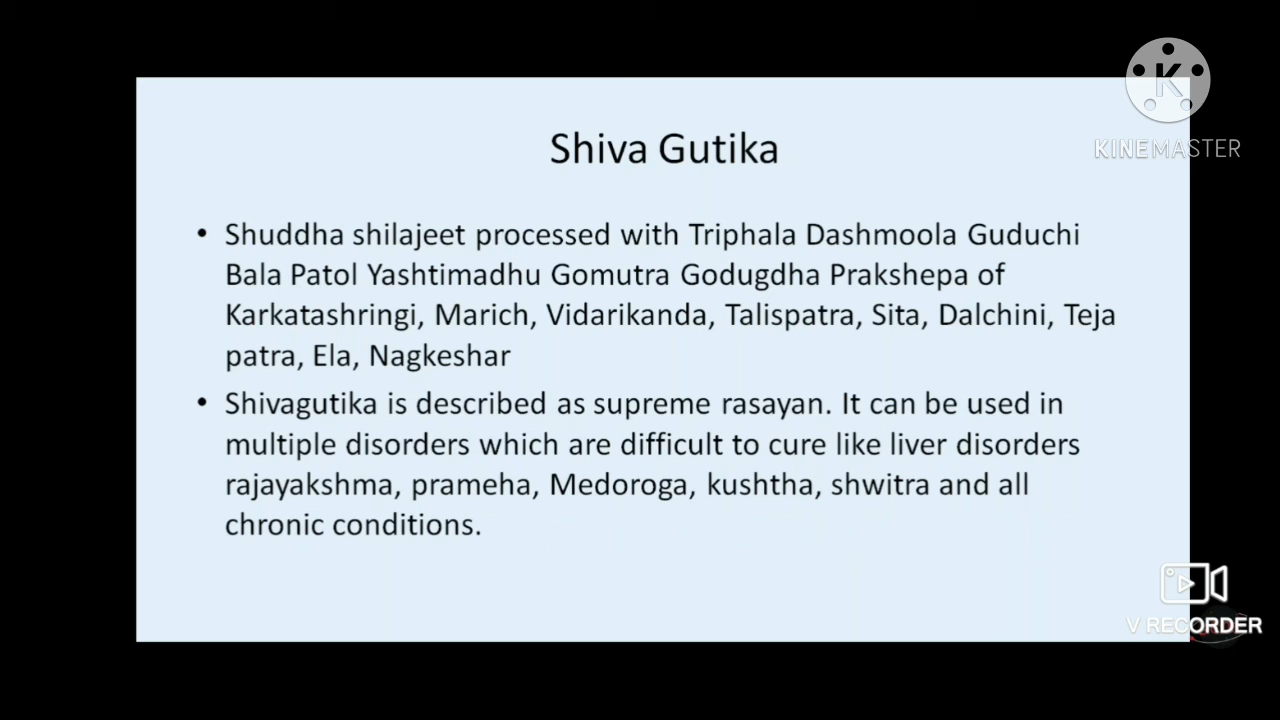 K
KINEMASTER
Shiva Gutika
• Shuddha shilajeet processed with Triphala Dashmoola Guduchi
Bala Patol Yashtimadhu Gomutra Godugdha Prakshepa of
Karkatashringi, Marich, Vidarikanda, Talispatra, Sita, Dalchini, Teja
patra, Ela, Nagkeshar
• Shivagutika is described as supreme rasayan. It can be used in
multiple disorders which are difficult to cure like liver disorders
rajayakshma, prameha, Medoroga, kushtha, shwitra and all
chronic conditions.
V RECORDER